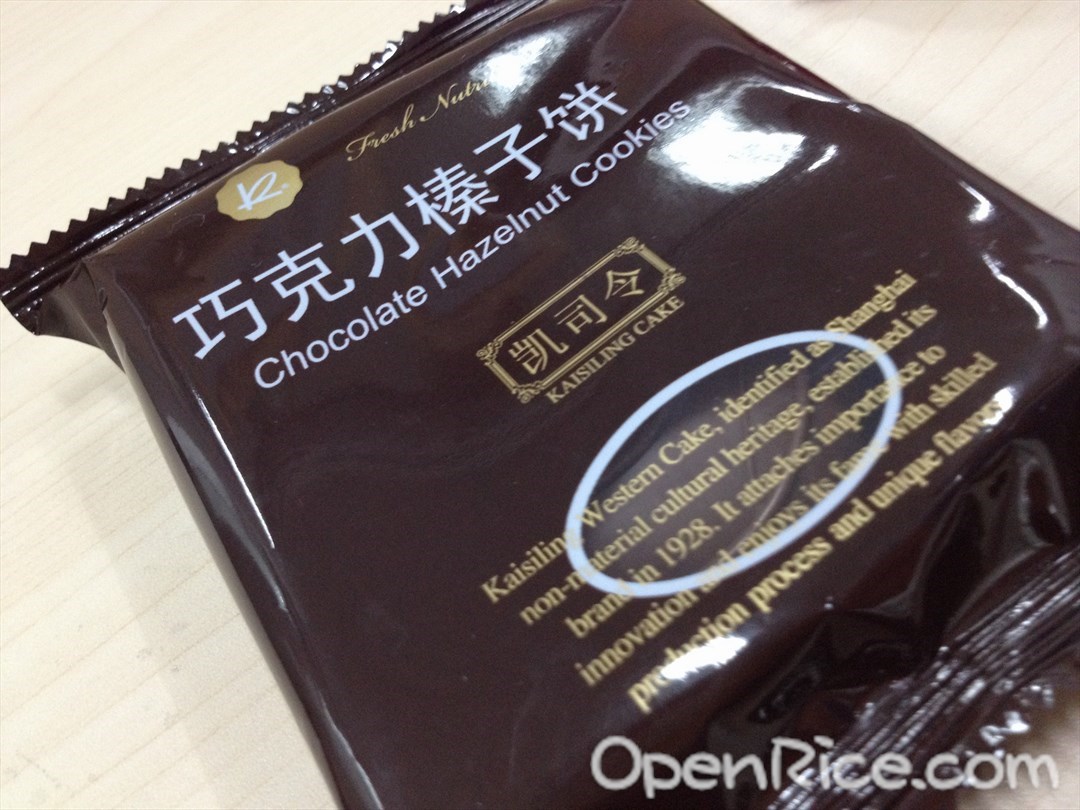 Fresh
巧克力榛子饼
Chocolate Hazelnut Cookies
凯司令
KAISILING CAKE
Kaisiling Western Cake, identified as Shanghai
non-material cultural heritage, established its
brand in 1928. It attaches importance to
innovation and enjoys its fame with skilled
production process and unique flavors
OpenRice.com